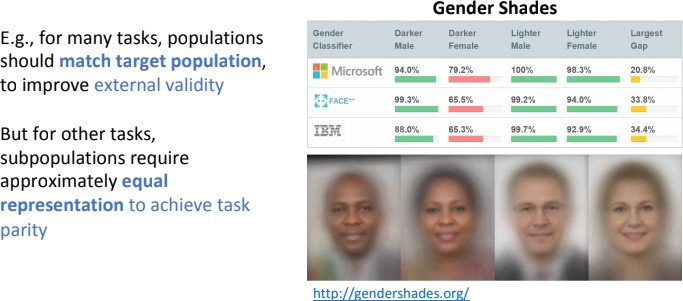 Gender Shades
E.g., for many tasks, populations
should match target population,
to improve external validity
But for other tasks,
subpopulations require
approximately equal
representation to achieve task
parity
Gender Classifier Darker Male Darker Female Lighter Male Lighter Female Largest Gap
Microsoft 94.0% 79.2% 100% 98.3% 20.8%
FACE++ 99.3% 65.5% 99.2% 94.0% 33.8%
IBM 88.0% 65.3% 99.7% 92.9% 34.4%
http://gendershades.org/